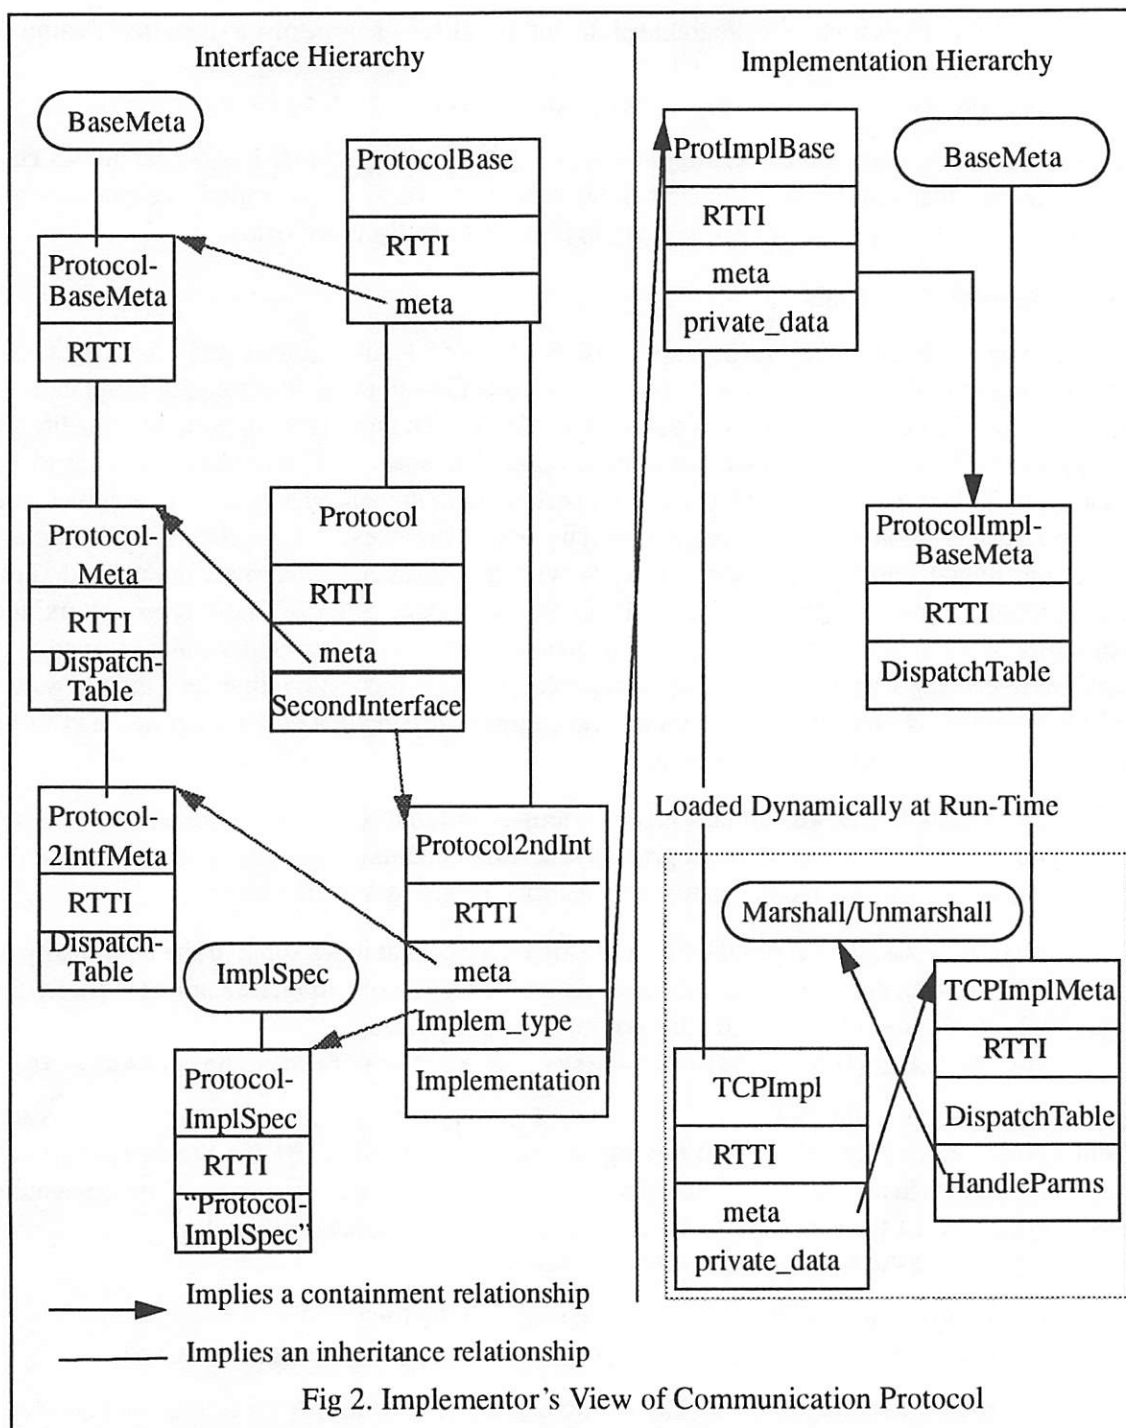 Interface Hierarchy
BaseMeta
ProtocolBase
RTTI
meta
Protocol-
BaseMeta
RTTI
Protocol-
Meta
RTTI
Dispatch-
Table
Protocol
RTTI
meta
SecondInterface
Protocol-
2IntfMeta
RTTI
Dispatch-
Table
Protocol2ndInt
RTTI
meta
Implem_type
Implementation
ImplSpec
Protocol-
ImplSpec
RTTI
“Protocol-
ImplSpec”
Implementation Hierarchy
ProtImplBase
RTTI
meta
private_data
BaseMeta
ProtocolImpl-
BaseMeta
RTTI
DispatchTable
Loaded Dynamically at Run-Time
Marshall/Unmarshall
TCPImplMeta
RTTI
DispatchTable
HandleParms
TCPImpl
RTTI
meta
private_data
Implies a containment relationship
Implies an inheritance relationship
Fig 2. Implementor’s View of Communication Protocol